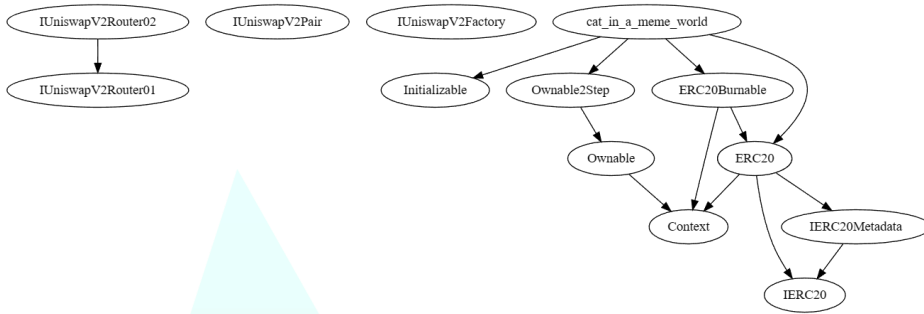 IUniswapV2Router02
IUniswapV2Pair
IUniswapV2Factory
cat_in_a_meme_world
IUniswapV2Router01
Initializable
Ownable2Step
ERC20Burnable
Ownable
ERC20
Context
IERC20Metadata
IERC20